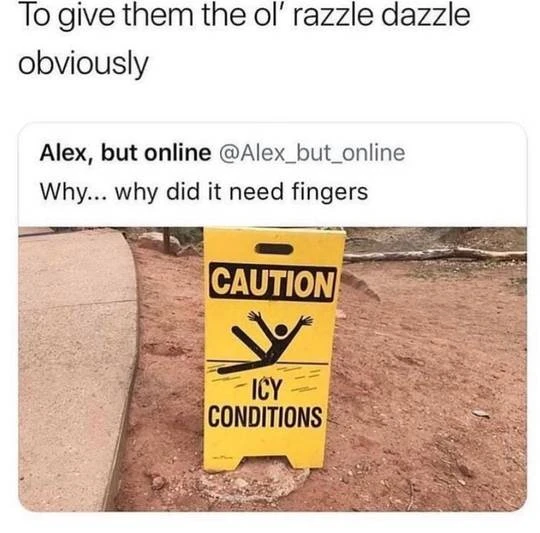 To give them the ol' razzle dazzle
obviously
Alex, but online @Alex_but_online
Why... why did it need fingers
CAUTION
ICY
CONDITIONS